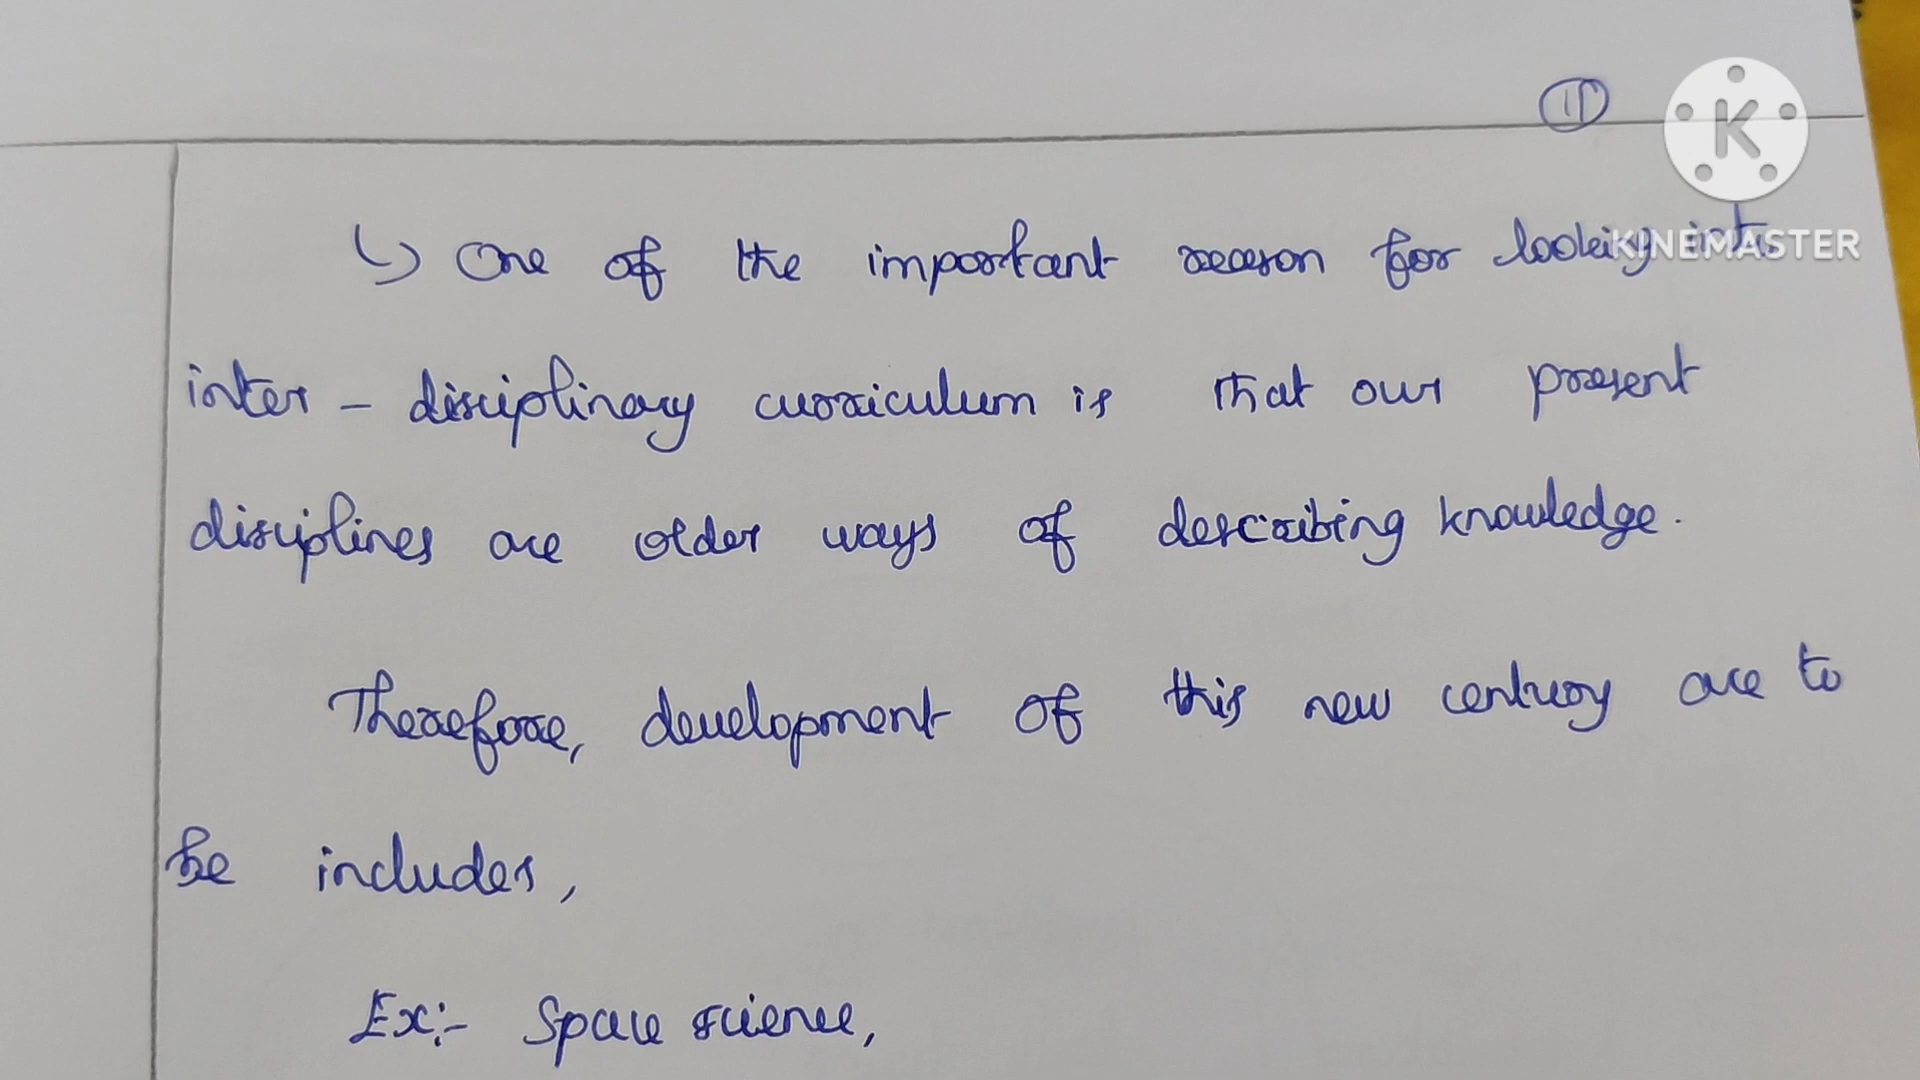 11
↳ One of the important reason for looking into
KINEMASTER
inter - disciplinary curriculum is that our present
disciplines are older ways of describing knowledge.
Therefore, development of this new century are to
be includes,
Ex:- Space science,